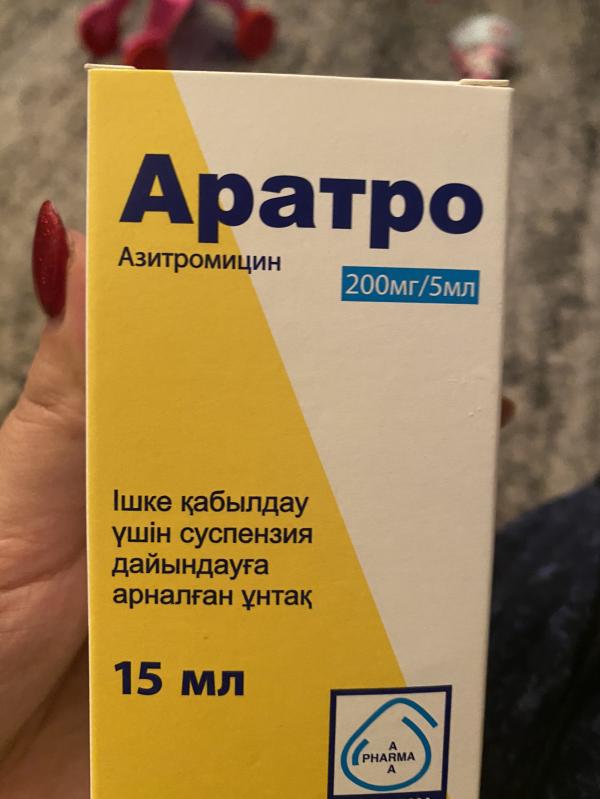 Аратро
Азитромицин
200мг/5мл
Ішке қабылдау
үшін суспензия
дайындауға
арналған ұнтақ
15 мл
A
PHARMA
A